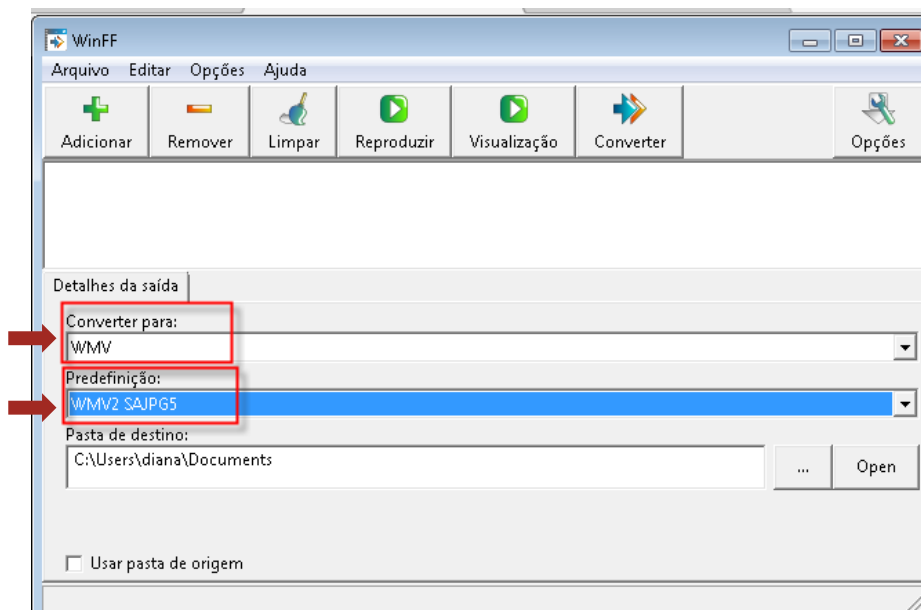 WinFF
Arquivo Editar Opções Ajuda
Adicionar Remover Limpar Reproduzir Visualização Converter Opções
Detalhes da saída
Converter para:
WMV
Predefinição:
WMV2 SAJPG5
Pasta de destino:
C:\Users\diana\Documents
... Open
Usar pasta de origem